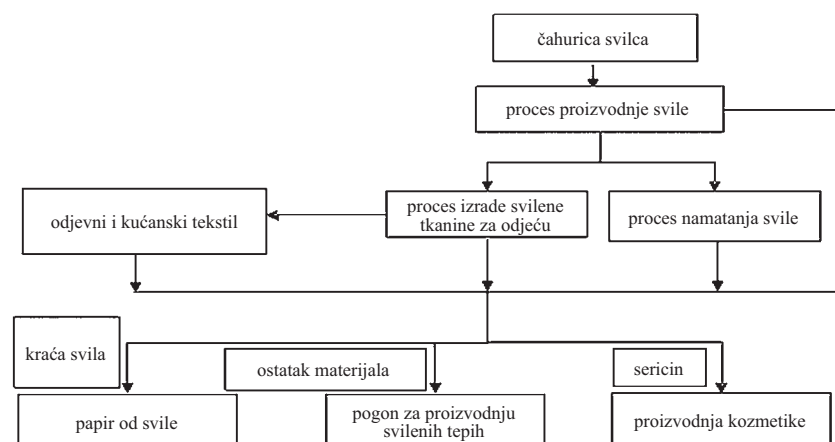 čahurica svilca
proces proizvodnje svile
odjevni i kućanski tekstil
proces izrade svilene
tkanine za odjeću
proces namatanja svile
kraća svila
ostatak materijala
sericin
papir od svile
pogon za proizvodnju
svilenih tepih
proizvodnja kozmetike